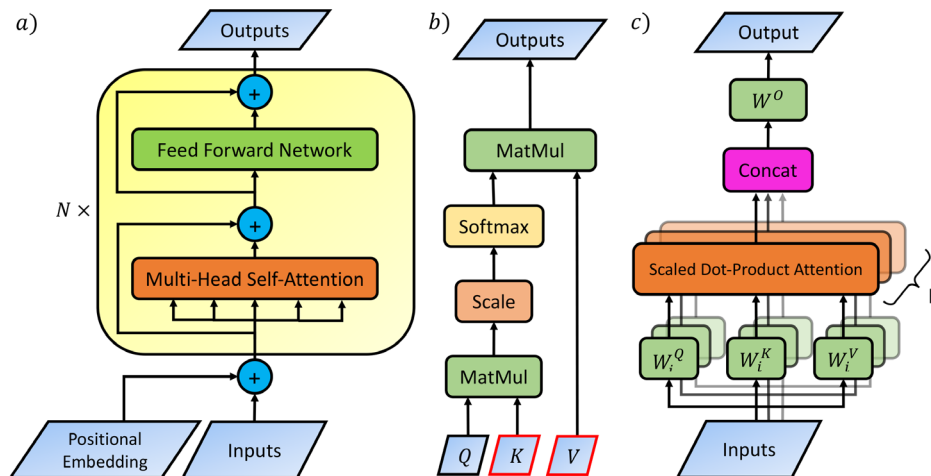 a)
Outputs
+
Feed Forward Network
N ×
+
Multi-Head Self-Attention
+
Positional
Embedding
Inputs
b)
Outputs
MatMul
Softmax
Scale
MatMul
Q
K
V
c)
Output
W^O
Concat
Scaled Dot-Product Attention
W_i^Q
W_i^K
W_i^V
Inputs